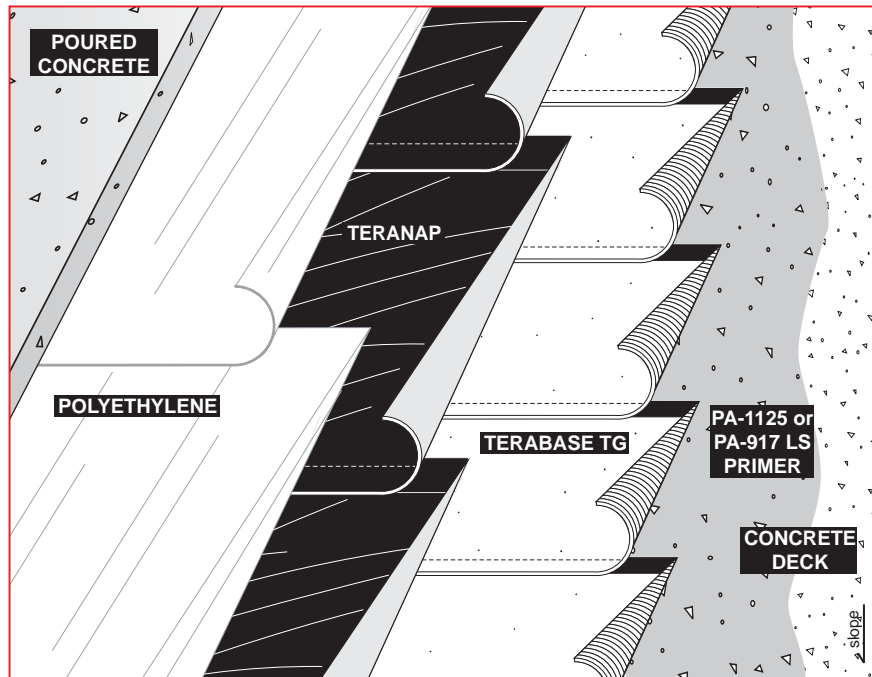 POURED
CONCRETE
TERANAP
POLYETHYLENE
TERABASE TG
PA-1125 or
PA-917 LS
PRIMER
CONCRETE
DECK
slope